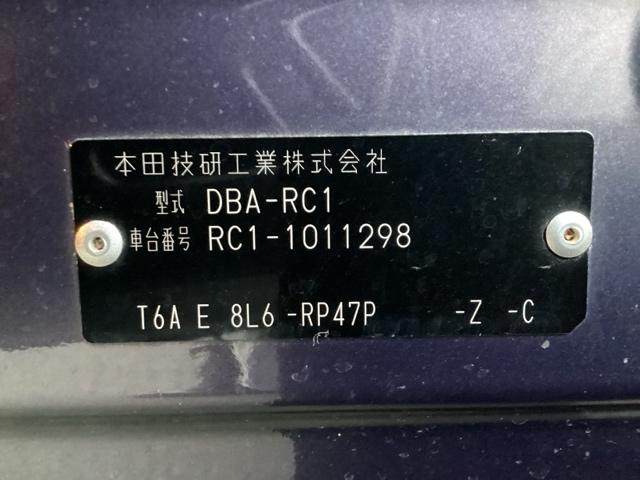 本田技研工業株式会社
型式 DBA-RC1
車台番号 RC1-1011298
T6A E 8L6 -RP47P -Z -C